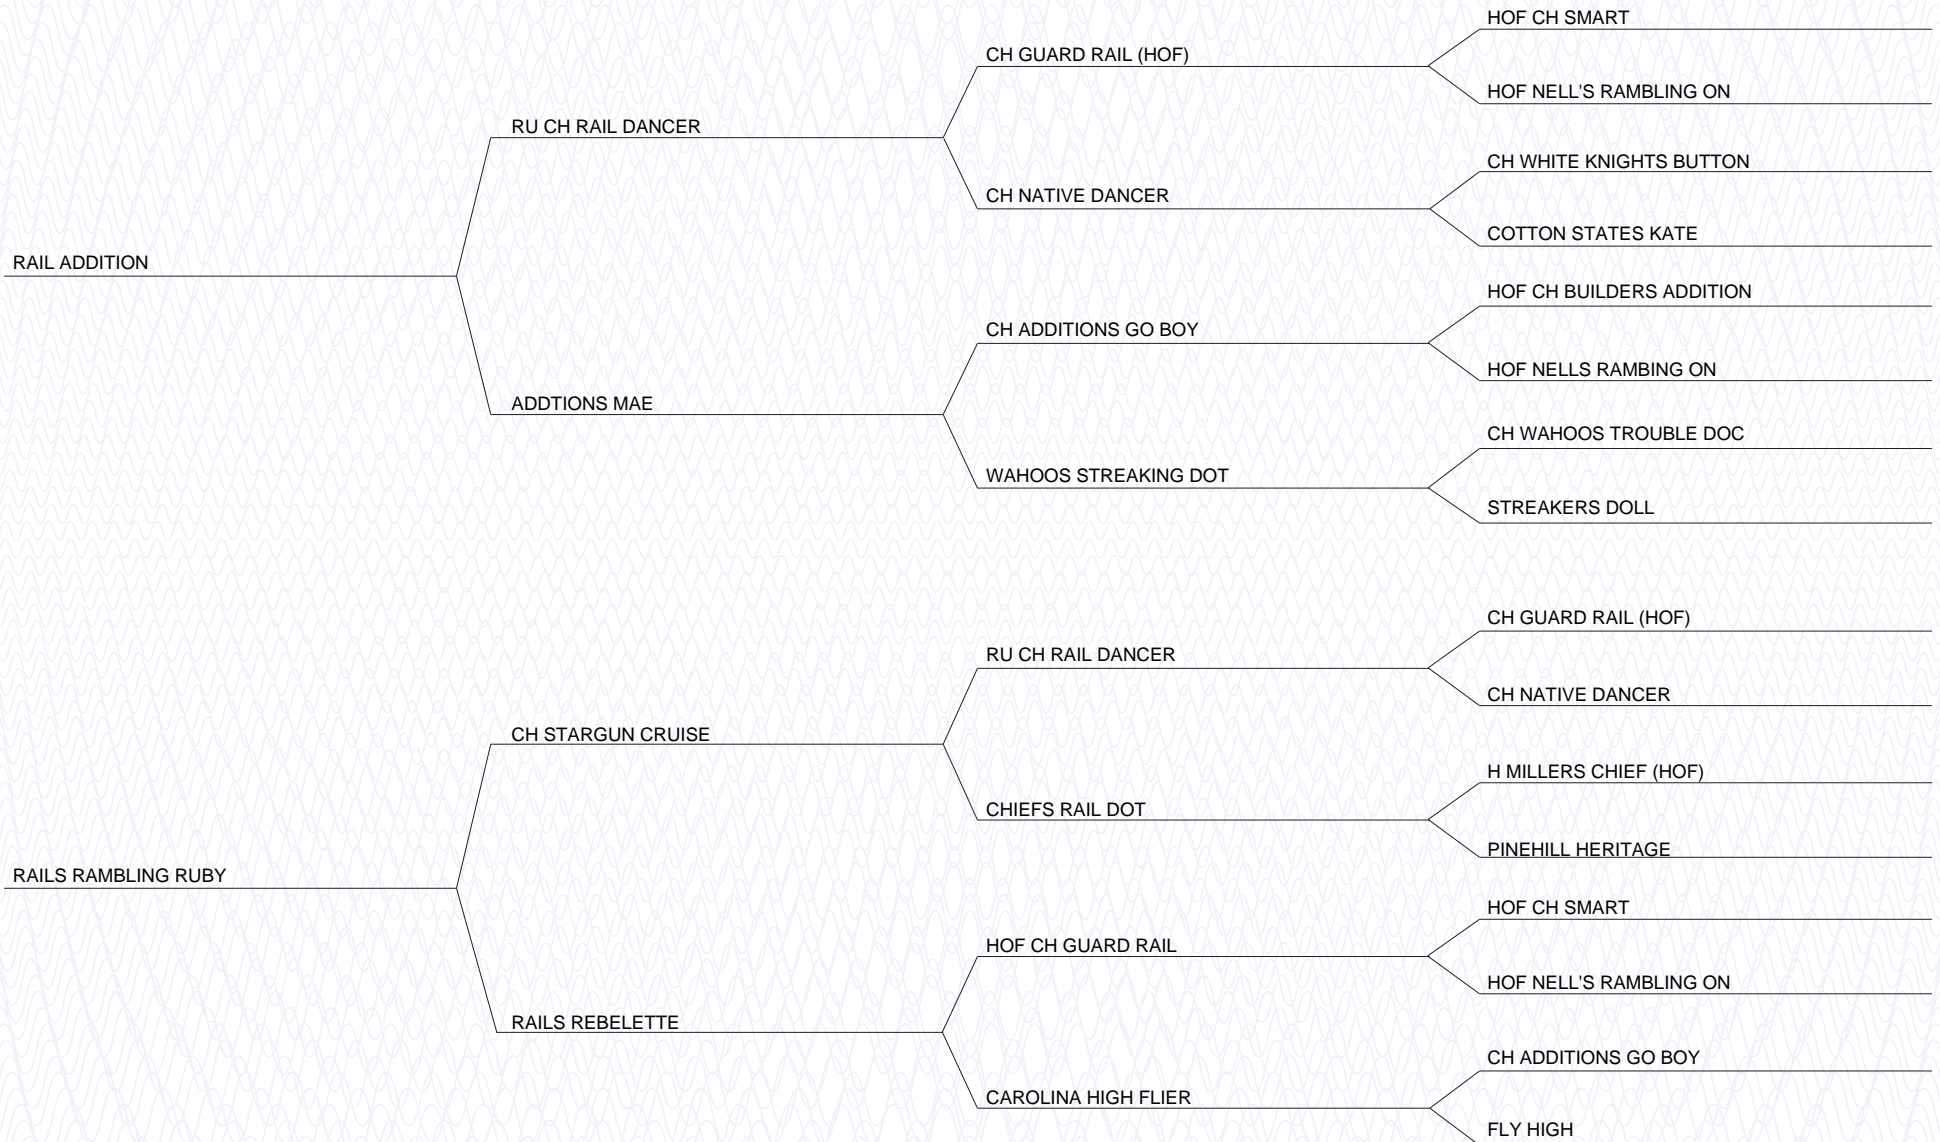 HOF CH SMART
CH GUARD RAIL (HOF)
HOF NELL'S RAMBLING ON
RU CH RAIL DANCER
CH WHITE KNIGHTS BUTTON
CH NATIVE DANCER
COTTON STATES KATE
RAIL ADDITION
HOF CH BUILDERS ADDITION
CH ADDITIONS GO BOY
HOF NELLS RAMBING ON
ADDTIONS MAE
CH WAHOOS TROUBLE DOC
WAHOOS STREAKING DOT
STREAKERS DOLL
CH GUARD RAIL (HOF)
RU CH RAIL DANCER
CH NATIVE DANCER
CH STARGUN CRUISE
H MILLERS CHIEF (HOF)
CHIEFS RAIL DOT
PINEHILL HERITAGE
RAILS RAMBLING RUBY
HOF CH SMART
HOF CH GUARD RAIL
HOF NELL'S RAMBLING ON
RAILS REBELETTE
CH ADDITIONS GO BOY
CAROLINA HIGH FLIER
FLY HIGH